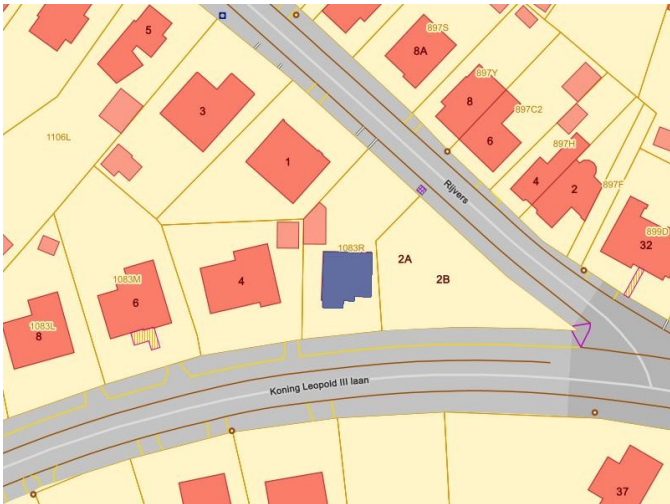 5
897S
8A
897Y
8
897C2
3
6
1106L
897H
1
4
2
897F
Rijvers
32
899D
1083R
2A
2B
1083M
4
6
1083L
8
Koning Leopold III laan
37